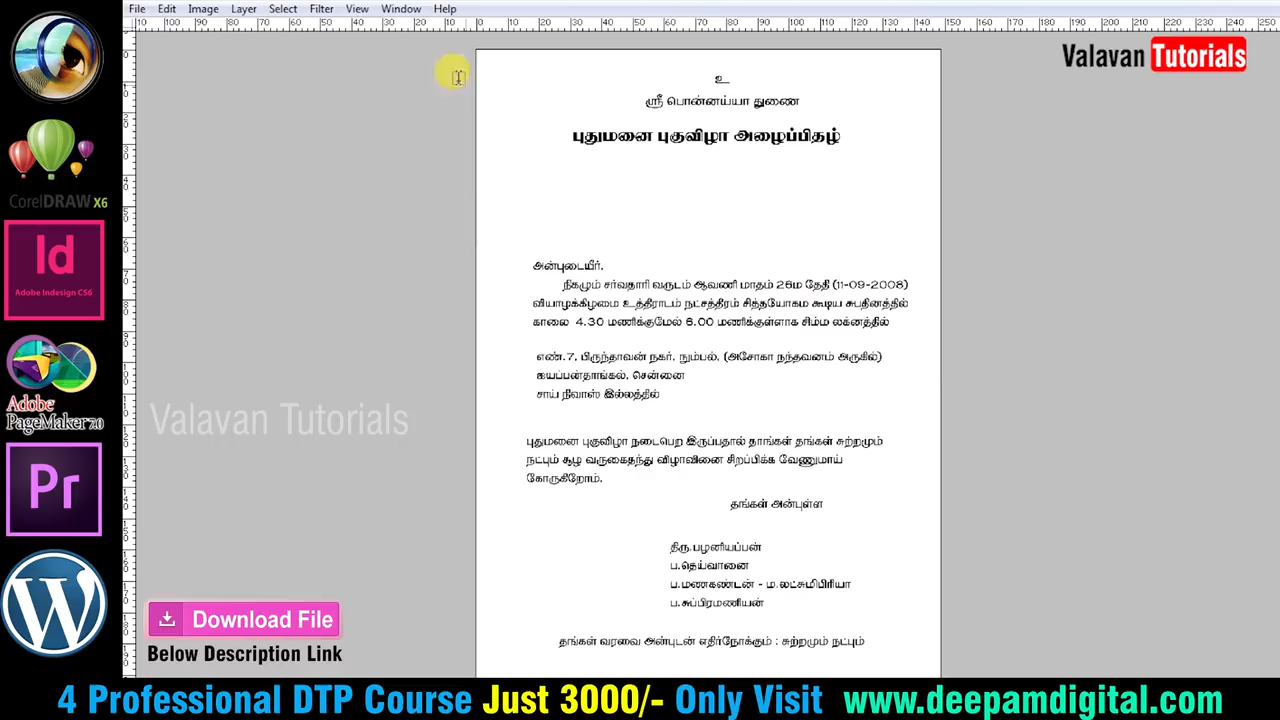 File Edit Image Layer Select Filter View Window Help
Valavan Tutorials
உ
ஸ்ரீ பொன்னய்யா துணை
புதுமனை புகுவிழா அழைப்பிதழ்
அன்புடையீர்,
நிகழும் சர்வதாரி வருடம் ஆவணி மாதம் 26ம் தேதி (11-09-2008)
வியாழக்கிழமை உத்திராடம் நட்சத்திரம் சித்தயோகம் கூடிய சுபதினத்தில்
காலை 4.30 மணிக்குமேல் 6.00 மணிக்குள்ளாக சிம்ம லக்னத்தில்
எண்.7, பிருந்தாவன் நகர், நும்பல், (அசோகா நந்தவனம் அருகில்)
ஐயப்பன்தாங்கல், சென்னை
சாய் நிவாஸ் இல்லத்தில்
புதுமனை புகுவிழா நடைபெற இருப்பதால் தாங்கள் தங்கள் சுற்றமும்
நட்பும் சூழ வருகைதந்து விழாவினை சிறப்பிக்க வேணுமாய்
கோருகிறோம்.
தங்கள் அன்புள்ள
திரு.பழனியப்பன்
ப.தெய்வானை
ப.மணிகண்டன் - ம.லட்சுமிபிரியா
ப.சுப்பிரமணியன்
தங்கள் வரவை அன்புடன் எதிர்நோக்கும் : சுற்றமும் நட்பும்
CorelDRAW X6
Id
Adobe Indesign CS6
Adobe
PageMaker7.0
Pr
Valavan Tutorials
Download File
Below Description Link
4 Professional DTP Course Just 3000/- Only Visit www.deepamdigital.com